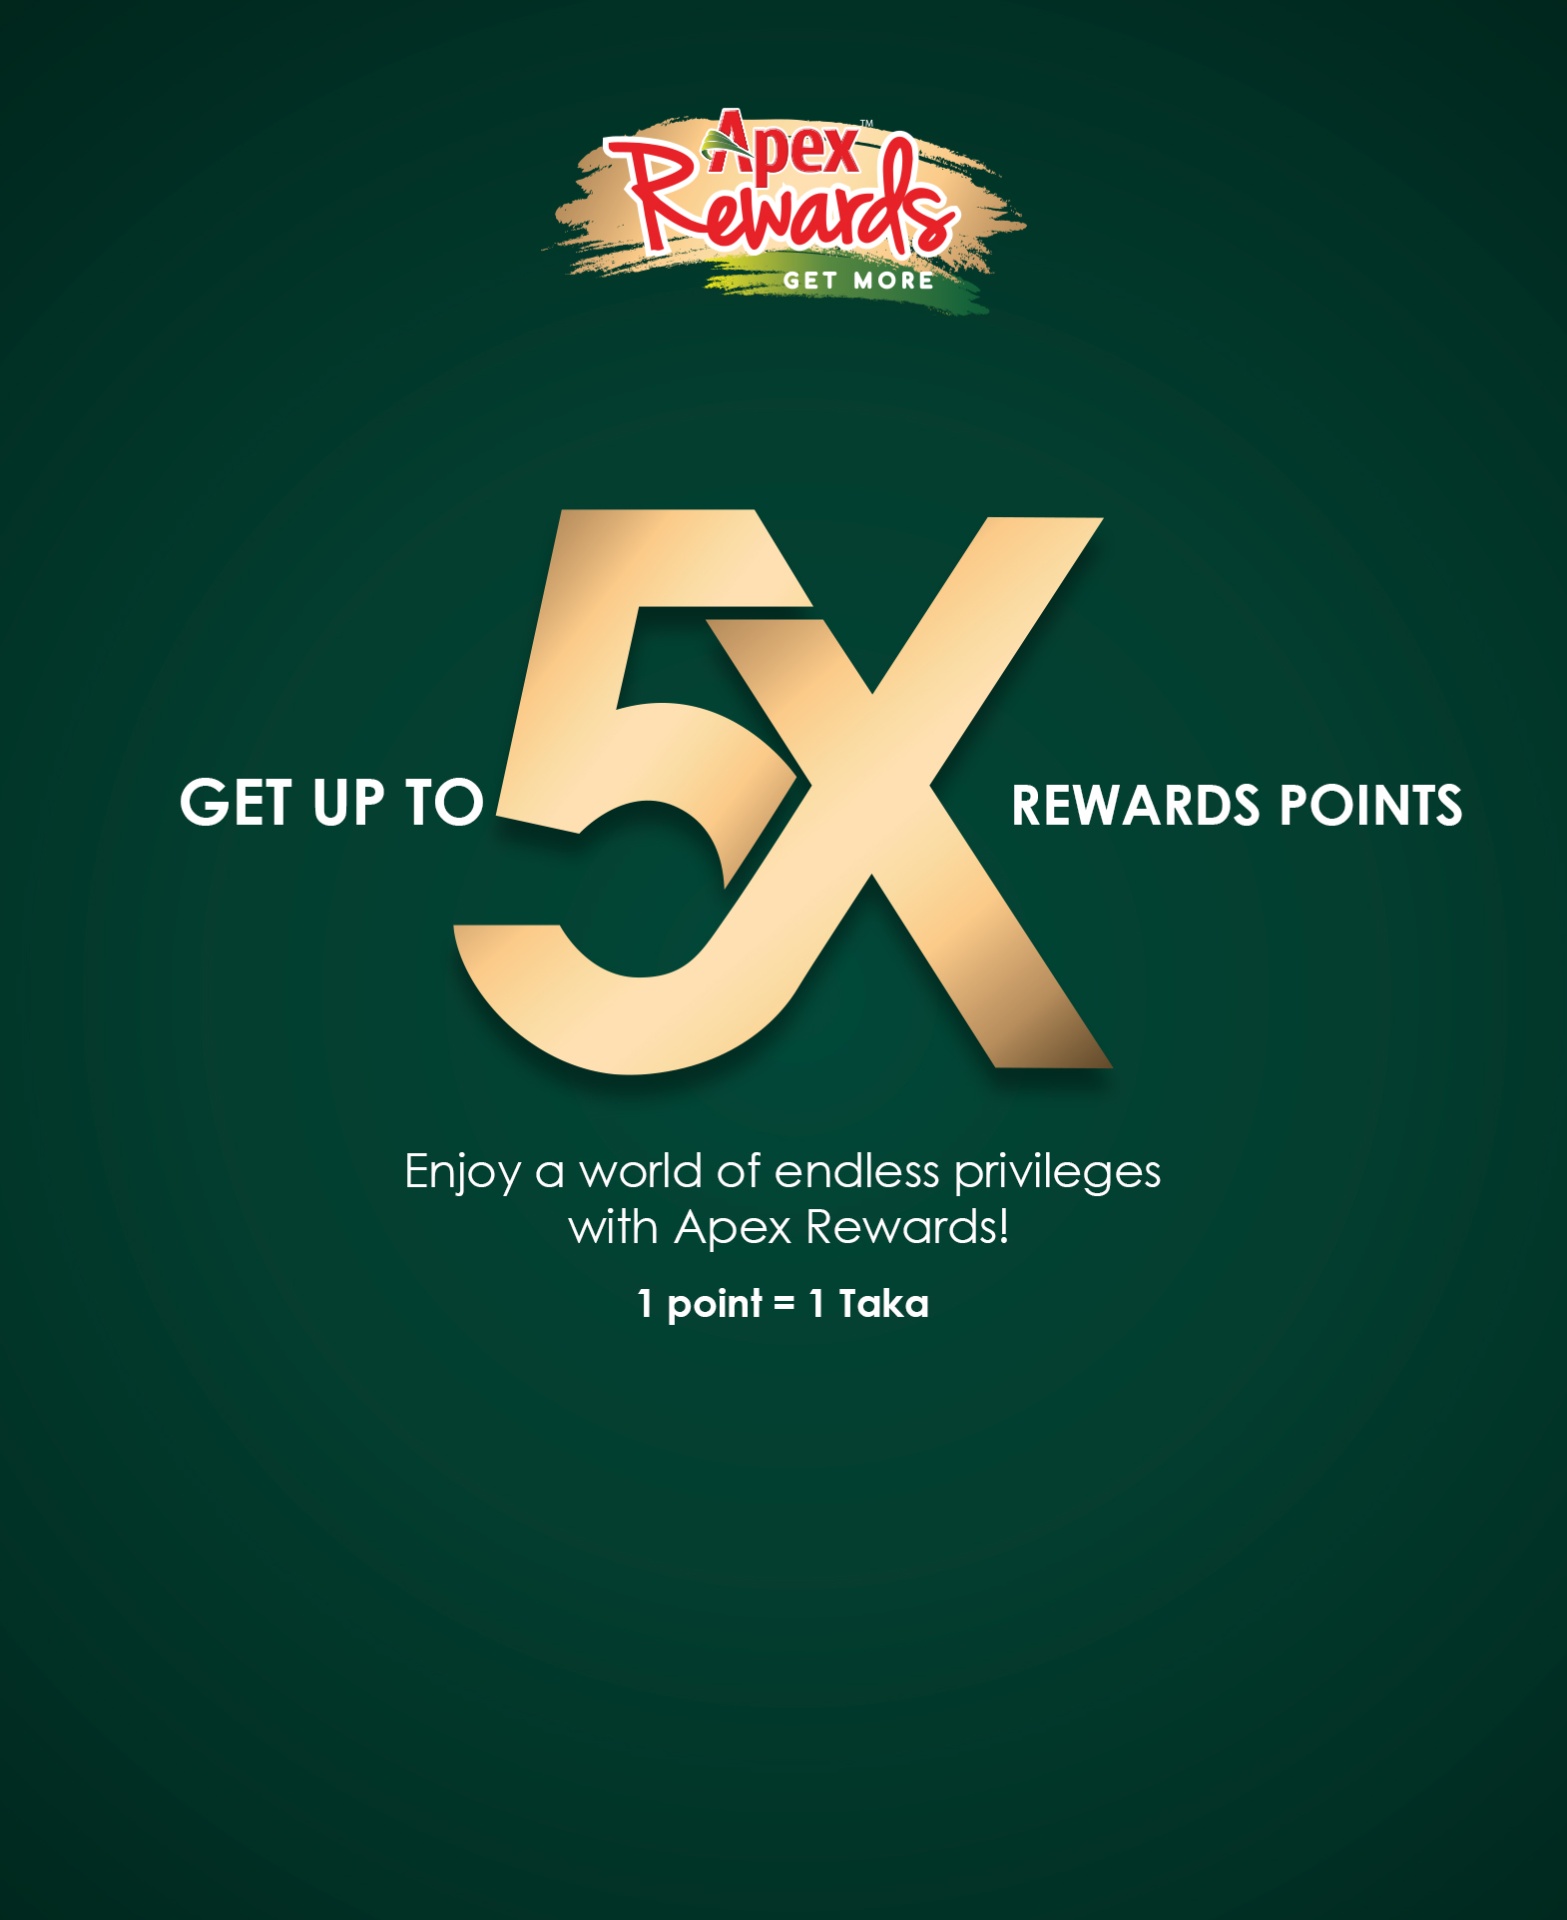 Apex™
Rewards
GET MORE
GET UP TO 5X REWARDS POINTS
Enjoy a world of endless privileges
with Apex Rewards!
1 point = 1 Taka